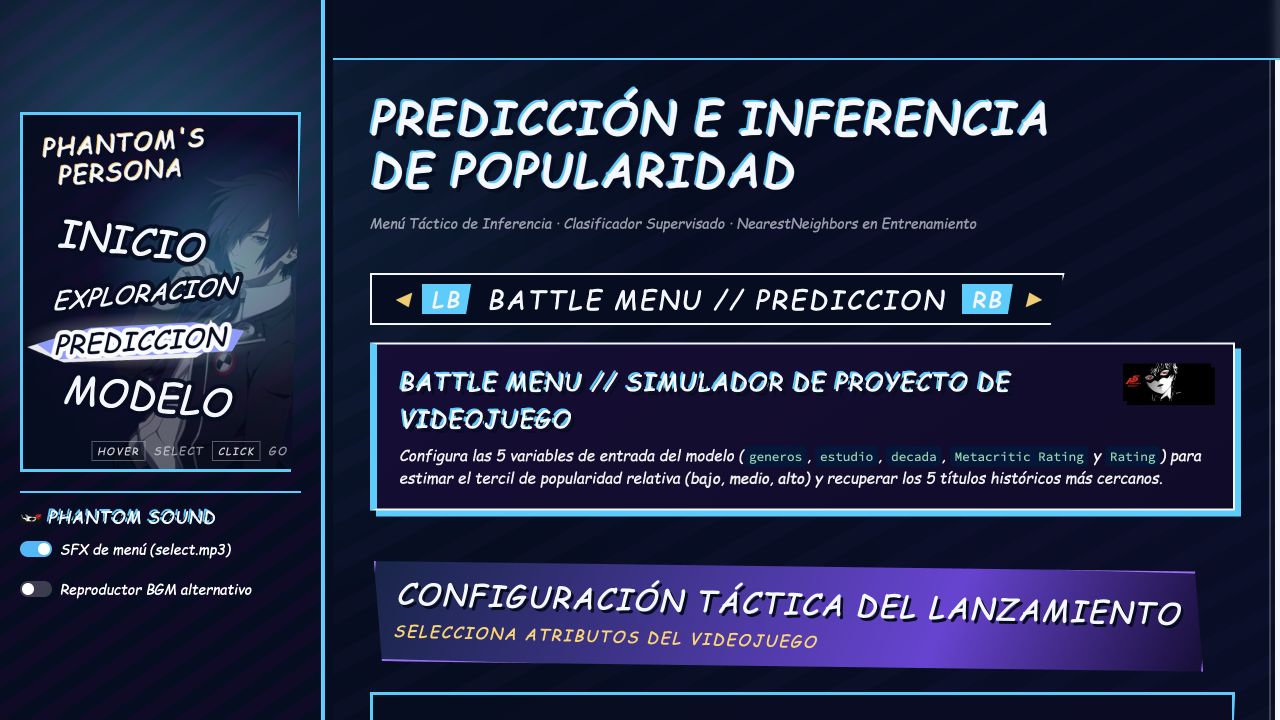 PHANTOM'S
PERSONA
INICIO
EXPLORACION
PREDICCION
MODELO
HOVER SELECT CLICK GO
PHANTOM SOUND
SFX de menú (select.mp3)
Reproductor BGM alternativo
PREDICCIÓN E INFERENCIA
DE POPULARIDAD
Menú Táctico de Inferencia · Clasificador Supervisado · NearestNeighbors en Entrenamiento
◀ LB BATTLE MENU // PREDICCION RB ▶
BATTLE MENU // SIMULADOR DE PROYECTO DE
VIDEOJUEGO
Configura las 5 variables de entrada del modelo ( generos , estudio , decada , Metacritic Rating y Rating ) para
estimar el tercil de popularidad relativa (bajo, medio, alto) y recuperar los 5 títulos históricos más cercanos.
CONFIGURACIÓN TÁCTICA DEL LANZAMIENTO
SELECCIONA ATRIBUTOS DEL VIDEOJUEGO